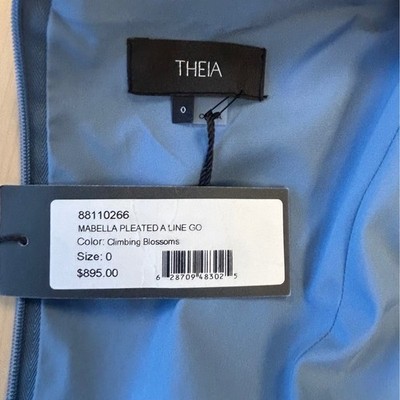 THEIA
0
88110266
MABELLA PLEATED A LINE GO
Color: Climbing Blossoms
Size: 0
$895.00
6 28709 48302 5